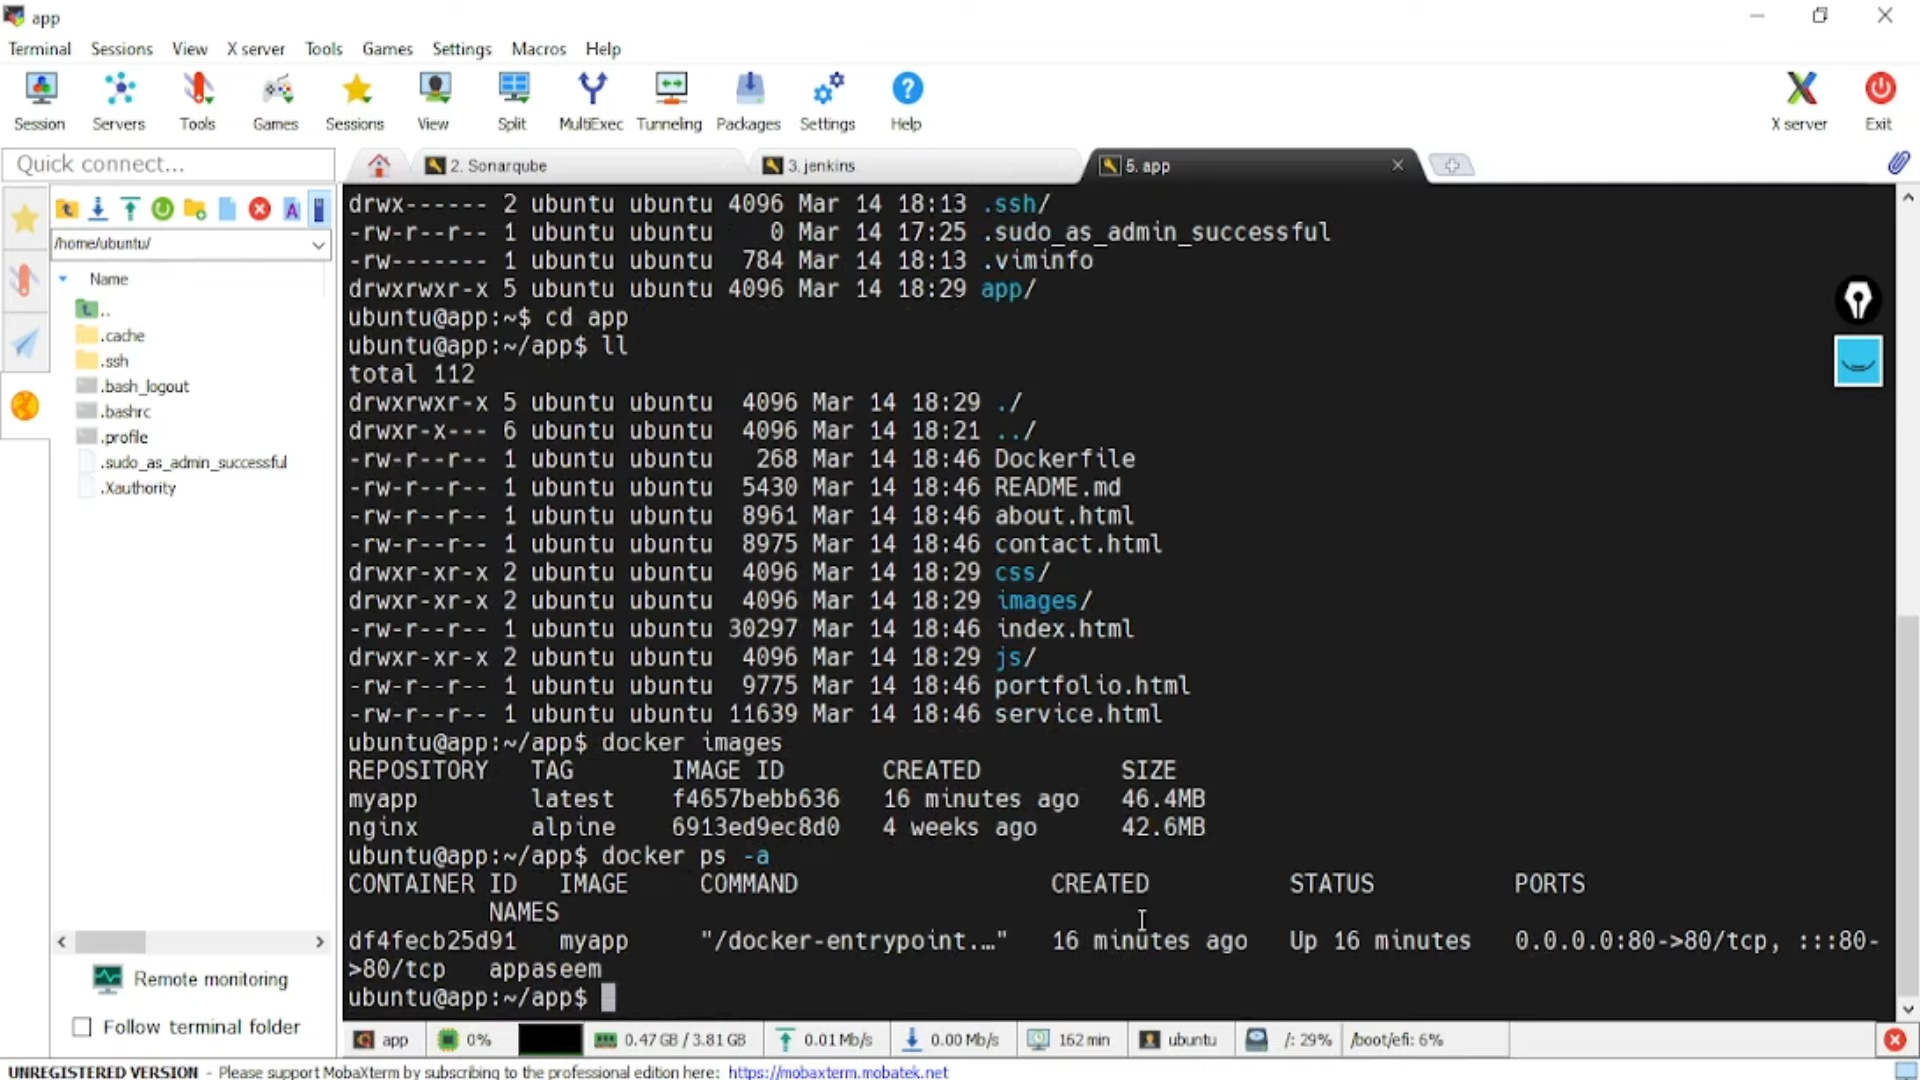 app
Terminal Sessions View X server Tools Games Settings Macros Help
Session Servers Tools Games Sessions View Split MultiExec Tunneling Packages Settings Help X server Exit
Quick connect...
2. Sonarqube
3. jenkins
5. app
/home/ubuntu/
Name
..
.cache
.ssh
.bash_logout
.bashrc
.profile
.sudo_as_admin_successful
.Xauthority
Remote monitoring
Follow terminal folder
drwx------ 2 ubuntu ubuntu 4096 Mar 14 18:13 .ssh/
-rw-r--r-- 1 ubuntu ubuntu    0 Mar 14 17:25 .sudo_as_admin_successful
-rw------- 1 ubuntu ubuntu  784 Mar 14 18:13 .viminfo
drwxrwxr-x 5 ubuntu ubuntu 4096 Mar 14 18:29 app/
ubuntu@app:~$ cd app
ubuntu@app:~/app$ ll
total 112
drwxrwxr-x 5 ubuntu ubuntu  4096 Mar 14 18:29 ./
drwxr-x--- 6 ubuntu ubuntu  4096 Mar 14 18:21 ../
-rw-r--r-- 1 ubuntu ubuntu   268 Mar 14 18:46 Dockerfile
-rw-r--r-- 1 ubuntu ubuntu  5430 Mar 14 18:46 README.md
-rw-r--r-- 1 ubuntu ubuntu  8961 Mar 14 18:46 about.html
-rw-r--r-- 1 ubuntu ubuntu  8975 Mar 14 18:46 contact.html
drwxr-xr-x 2 ubuntu ubuntu  4096 Mar 14 18:29 css/
drwxr-xr-x 2 ubuntu ubuntu  4096 Mar 14 18:29 images/
-rw-r--r-- 1 ubuntu ubuntu 30297 Mar 14 18:46 index.html
drwxr-xr-x 2 ubuntu ubuntu  4096 Mar 14 18:29 js/
-rw-r--r-- 1 ubuntu ubuntu  9775 Mar 14 18:46 portfolio.html
-rw-r--r-- 1 ubuntu ubuntu 11639 Mar 14 18:46 service.html
ubuntu@app:~/app$ docker images
REPOSITORY   TAG       IMAGE ID       CREATED          SIZE
myapp        latest    f4657bebb636   16 minutes ago   46.4MB
nginx        alpine    6913ed9ec8d0   4 weeks ago      42.6MB
ubuntu@app:~/app$ docker ps -a
CONTAINER ID   IMAGE     COMMAND                  CREATED          STATUS          PORTS
          NAMES
df4fecb25d91   myapp     "/docker-entrypoint.…"   16 minutes ago   Up 16 minutes   0.0.0.0:80->80/tcp, :::80-
>80/tcp   appaseem
ubuntu@app:~/app$
app 0% 0.47 GB / 3.81 GB 0.01 Mb/s 0.00 Mb/s 162 min ubuntu /: 29% /boot/efi: 6%
UNREGISTERED VERSION - Please support MobaXterm by subscribing to the professional edition here: https://mobaxterm.mobatek.net